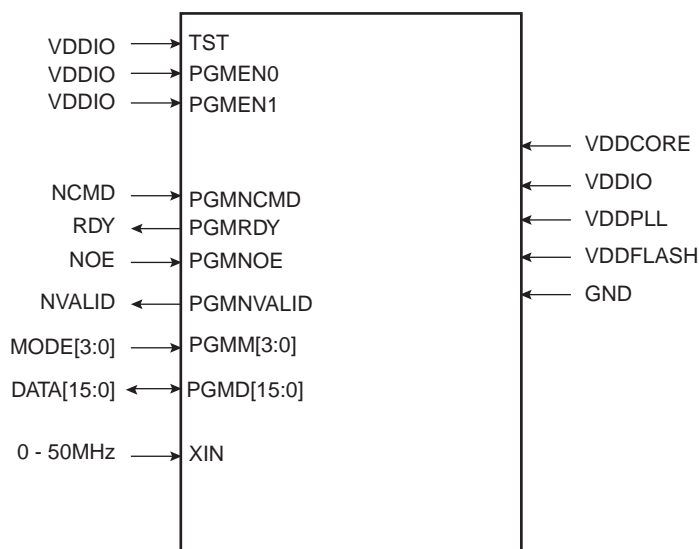 VDDIO TST
VDDIO PGMEN0
VDDIO PGMEN1
VDDCORE
VDDIO
NCMD PGMNCMD
RDY PGMRDY
VDDPLL
NOE PGMNOE
VDDFLASH
NVALID PGMNVALID
GND
MODE[3:0] PGMM[3:0]
DATA[15:0] PGMD[15:0]
0 - 50MHz XIN